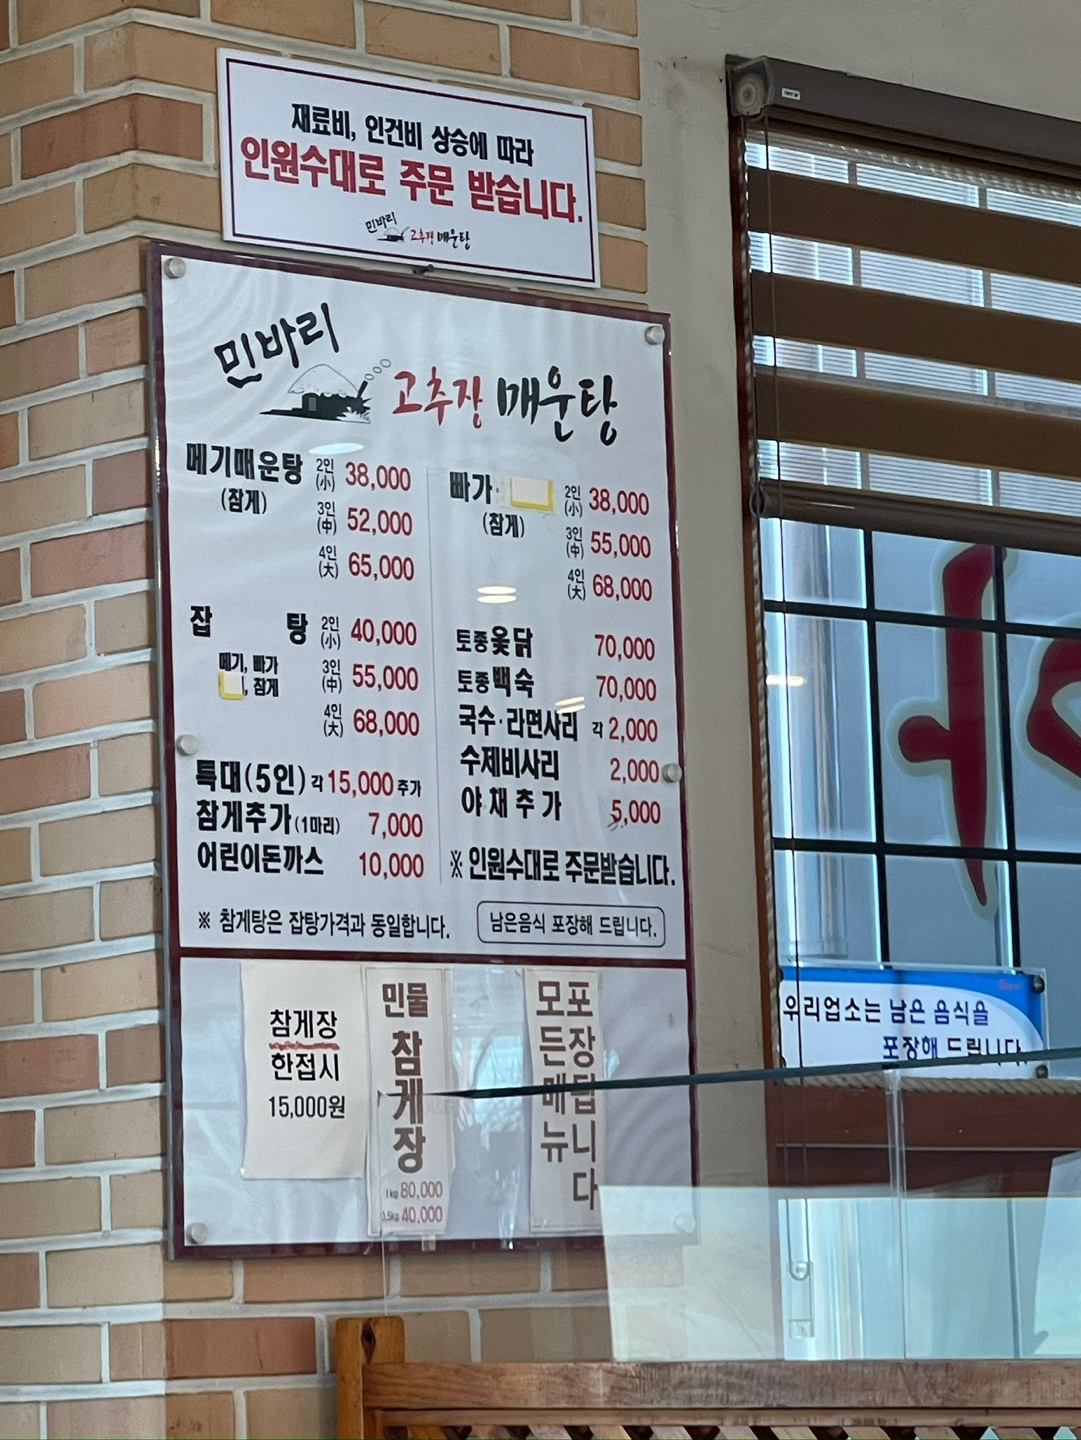 재료비, 인건비 상승에 따라
인원수대로 주문 받습니다.
민바리 고추장 매운탕
민바리 고추장 매운탕
메기매운탕 2인(小) 38,000
(참게) 3인(中) 52,000
4인(大) 65,000
잡 탕 2인(小) 40,000
메기, 빠가 3인(中) 55,000
, 참게
4인(大) 68,000
특대(5인) 각 15,000 추가
참게추가(1마리) 7,000
어린이돈까스 10,000
빠가 2인(小) 38,000
(참게) 3인(中) 55,000
4인(大) 68,000
토종옻닭 70,000
토종백숙 70,000
국수·라면사리 각 2,000
수제비사리 2,000
야채추가 5,000
※ 인원수대로 주문받습니다.
※ 참게탕은 잡탕가격과 동일합니다.
남은음식 포장해 드립니다.
참게장
한접시
15,000원
민물
참게장
1kg 80,000
0.5kg 40,000
모든메뉴
포장됩니다
우리업소는 남은 음식을
포장해 드립니다.